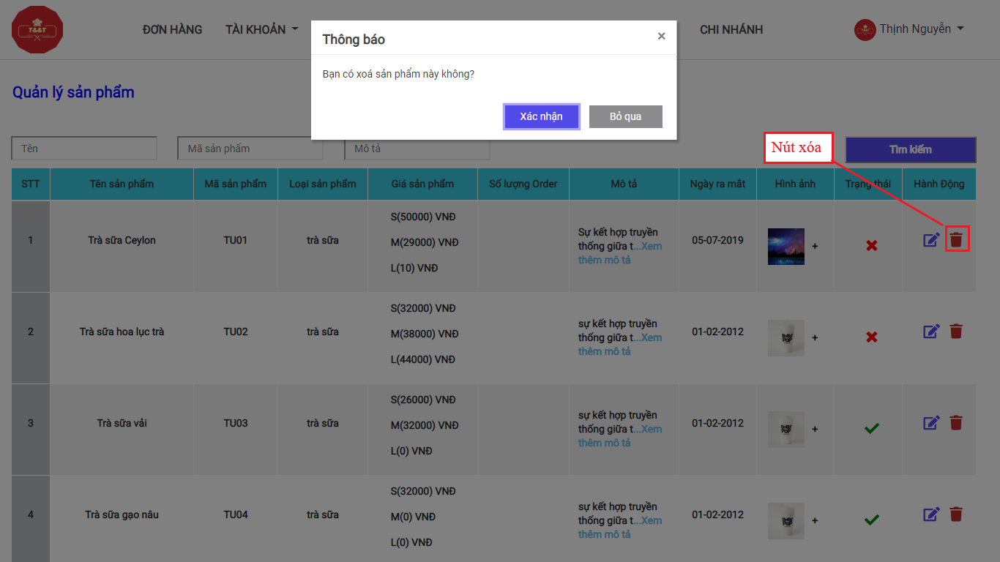 T&&T
ĐƠN HÀNG
TÀI KHOẢN
CHI NHÁNH
Thịnh Nguyễn
Thông báo
×
Bạn có xoá sản phẩm này không?
Xác nhận
Bỏ qua
Quản lý sản phẩm
Tên
Mã sản phẩm
Mô tả
Nút xóa
Tìm kiếm
STT
Tên sản phẩm
Mã sản phẩm
Loại sản phẩm
Giá sản phẩm
Số lượng Order
Mô tả
Ngày ra mắt
Hình ảnh
Trạng thái
Hành Động
1
Trà sữa Ceylon
TU01
trà sữa
S(50000) VNĐ
M(29000) VNĐ
L(10) VNĐ
Sự kết hợp truyền
thống giữa t...Xem
thêm mô tả
05-07-2019
+
2
Trà sữa hoa lục trà
TU02
trà sữa
S(32000) VNĐ
M(38000) VNĐ
L(44000) VNĐ
sự kết hợp truyền
thống giữa t...Xem
thêm mô tả
01-02-2012
+
3
Trà sữa vải
TU03
trà sữa
S(26000) VNĐ
M(32000) VNĐ
L(0) VNĐ
sự kết hợp truyền
thống giữa t...Xem
thêm mô tả
01-02-2012
+
4
Trà sữa gạo nâu
TU04
trà sữa
S(32000) VNĐ
M(0) VNĐ
L(0) VNĐ
sự kết hợp truyền
thống giữa t...Xem
thêm mô tả
01-02-2012
+